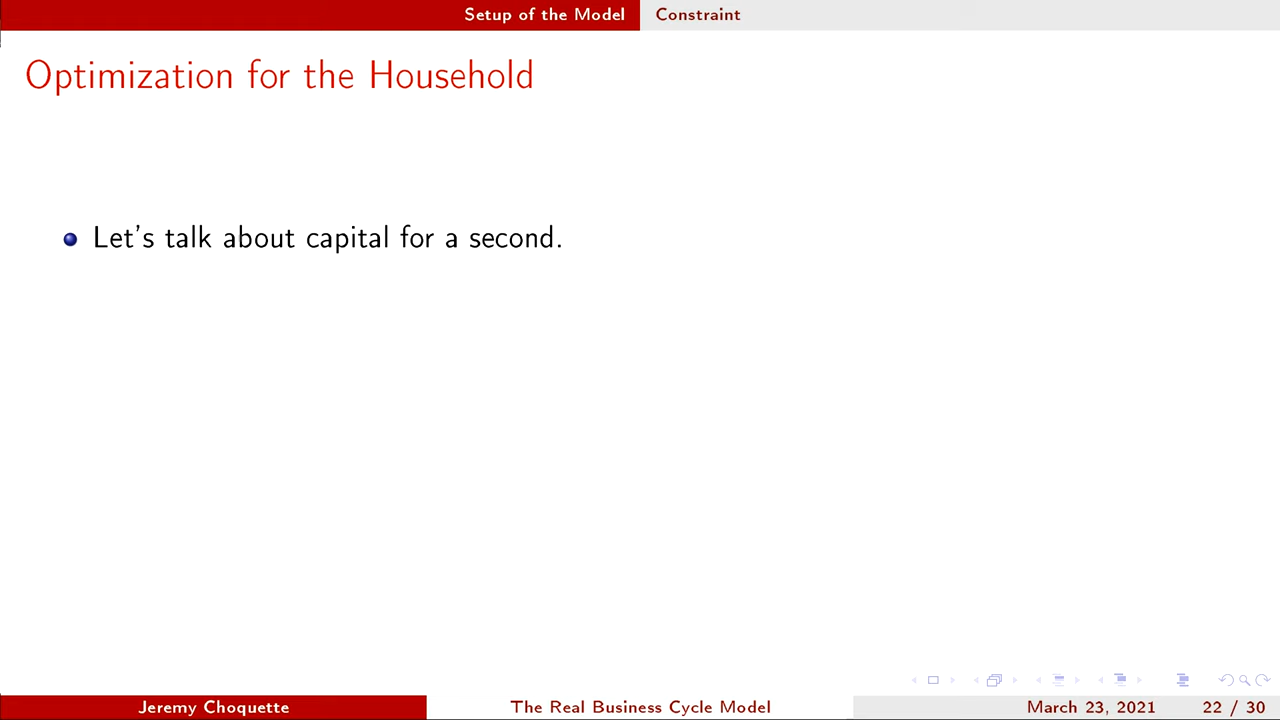 Setup of the Model Constraint
Optimization for the Household
Let's talk about capital for a second.
Jeremy Choquette The Real Business Cycle Model March 23, 2021 22 / 30